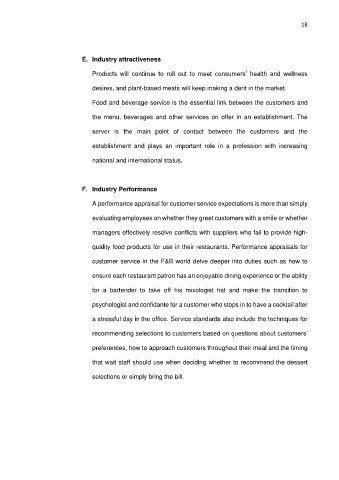 18
E. Industry attractiveness
Products will continue to roll out to meet consumers' health and wellness
desires, and plant-based meats will keep making a dent in the market.
Food and beverage service is the essential link between the customers and
the menu, beverages and other services on offer in an establishment. The
server is the main point of contact between the customers and the
establishment and plays an important role in a profession with increasing
national and international status.
F. Industry Performance
A performance appraisal for customer service expectations is more than simply
evaluating employees on whether they greet customers with a smile or whether
managers effectively resolve conflicts with suppliers who fail to provide high-
quality food products for use in their restaurants. Performance appraisals for
customer service in the F&B world delve deeper into duties such as how to
ensure each restaurant patron has an enjoyable dining experience or the ability
for a bartender to take off his mixologist hat and make the transition to
psychologist and confidante for a customer who stops in to have a cocktail after
a stressful day in the office. Service standards also include the techniques for
recommending selections to customers based on questions about customers'
preferences, how to approach customers throughout their meal and the timing
that wait staff should use when deciding whether to recommend the dessert
selections or simply bring the bill.